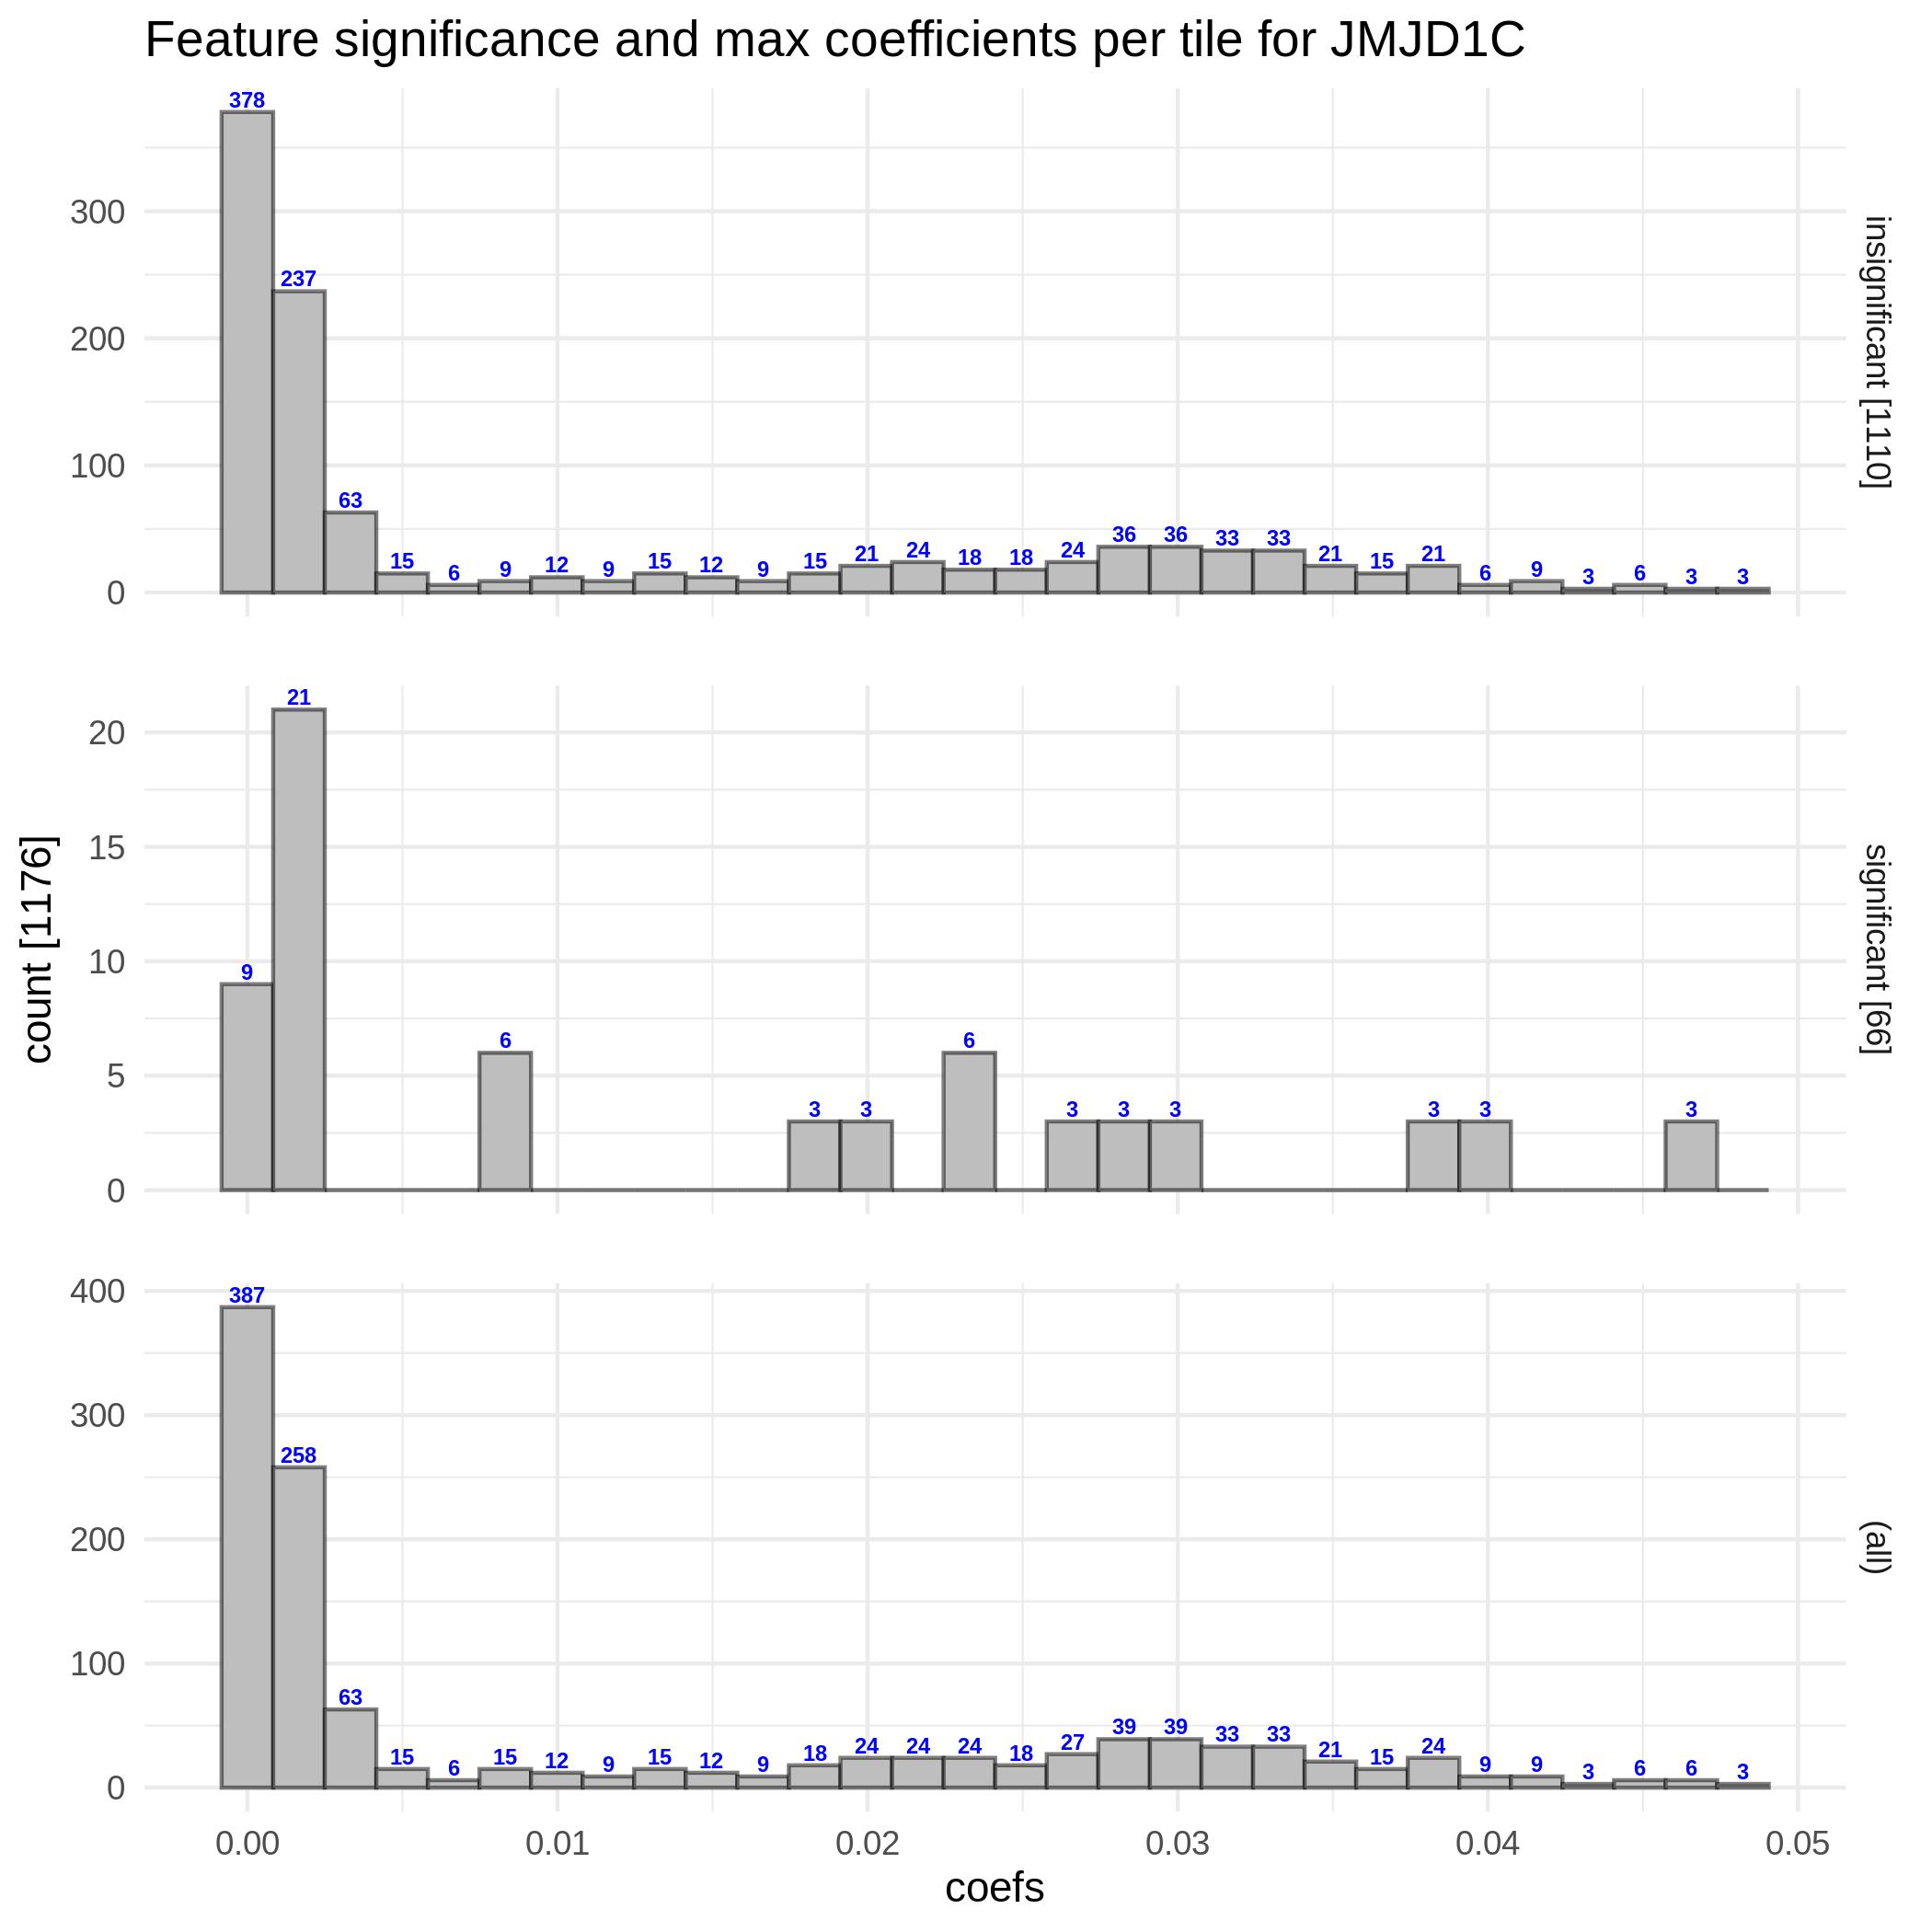 Feature significance and max coefficients per tile for JMJD1C
378
237
63 15 6 9 12 9 15 12 9 15 21 24 18 18 24 36 36 33 33 21 15 21 6 9 3 6 3 3
300
200
100
0
insignificant [1110]
21
9
6 3 3 6 3 3 3 3 3 3
20
15
10
5
0
significant [66]
count [1176]
387
258
63 15 6 15 12 9 15 12 9 18 24 24 24 18 27 39 39 33 33 21 15 24 9 9 3 6 6 3
400
300
200
100
0
(all)
0.00 0.01 0.02 0.03 0.04 0.05
coefs